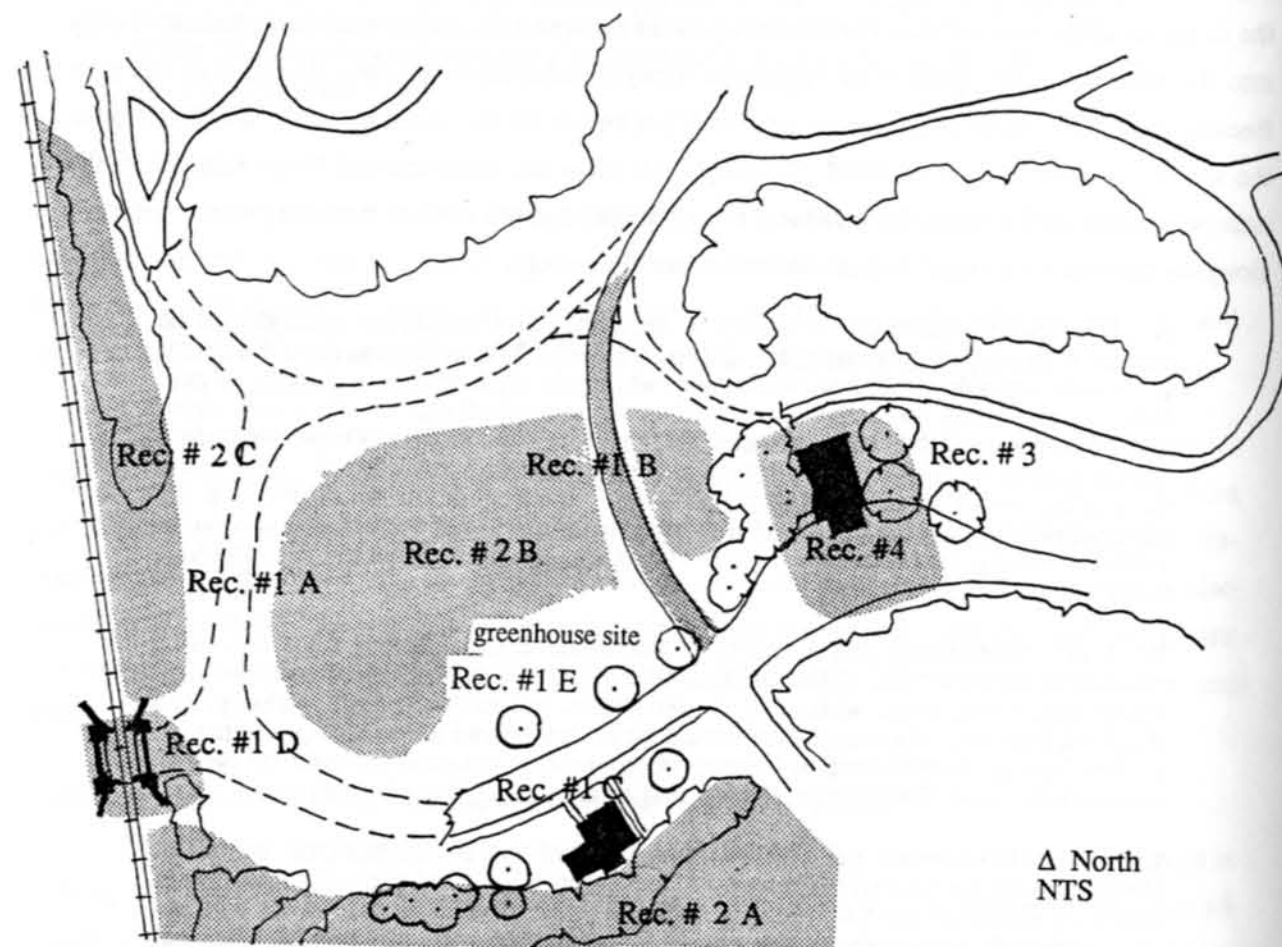 Rec. # 2 C
Rec. #1 B
Rec. # 3
Rec. # 2 B
Rec. #4
Rec. #1 A
greenhouse site
Rec. #1 E
Rec. #1 D
Rec. #1 C
Δ North
NTS
Rec. # 2 A